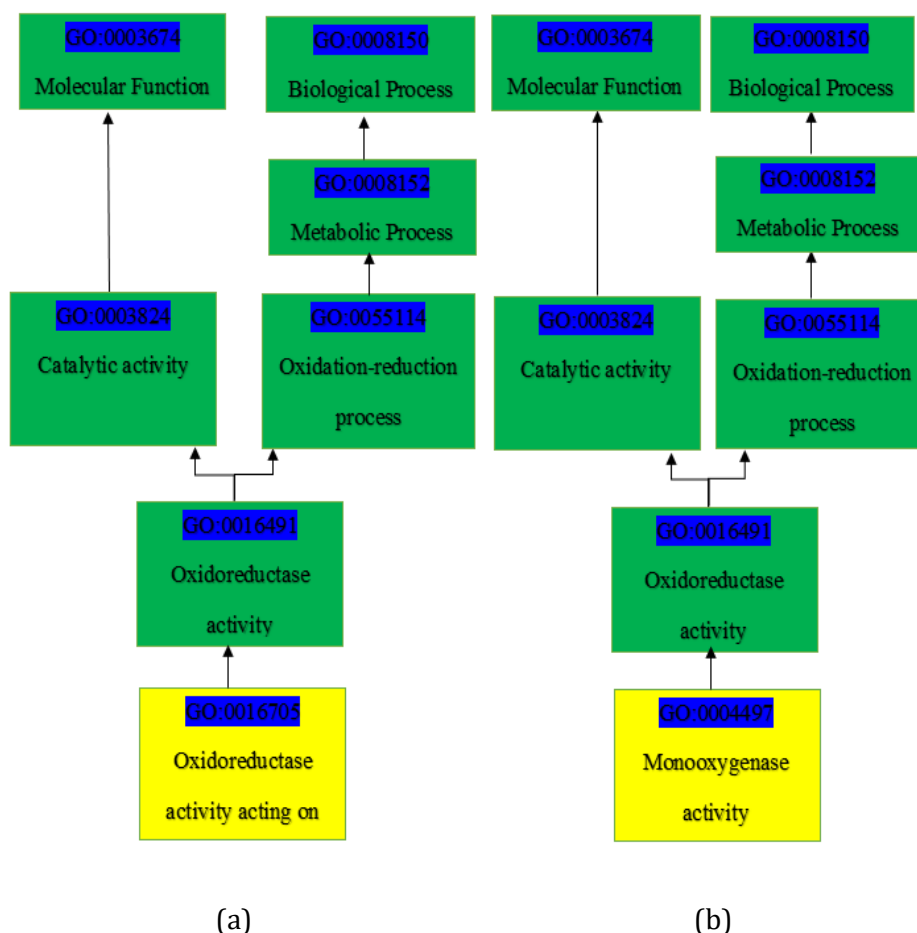 GO:0003674
Molecular Function
GO:0008150
Biological Process
GO:0008152
Metabolic Process
GO:0003824
Catalytic activity
GO:0055114
Oxidation-reduction
process
GO:0016491
Oxidoreductase
activity
GO:0016705
Oxidoreductase
activity acting on
(a)
GO:0003674
Molecular Function
GO:0008150
Biological Process
GO:0008152
Metabolic Process
GO:0003824
Catalytic activity
GO:0055114
Oxidation-reduction
process
GO:0016491
Oxidoreductase
activity
GO:0004497
Monooxygenase
activity
(b)